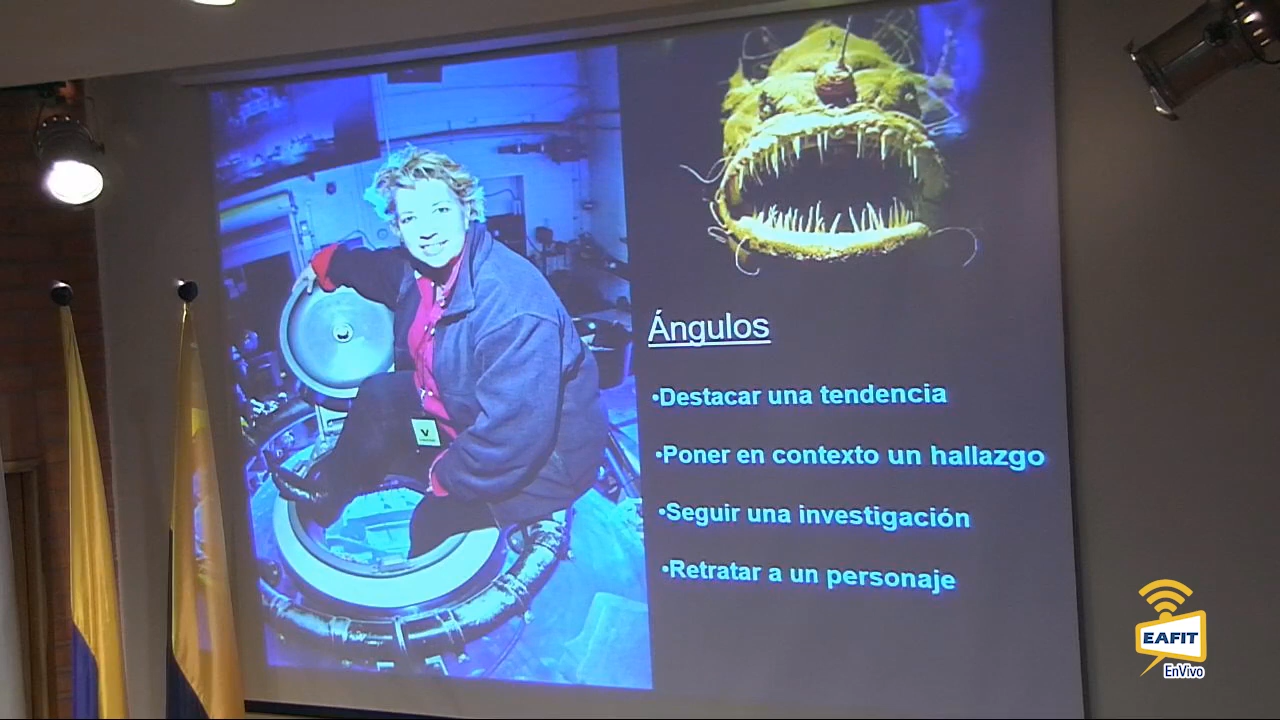 Ángulos
•Destacar una tendencia
•Poner en contexto un hallazgo
•Seguir una investigación
•Retratar a un personaje
EAFIT
EnVivo